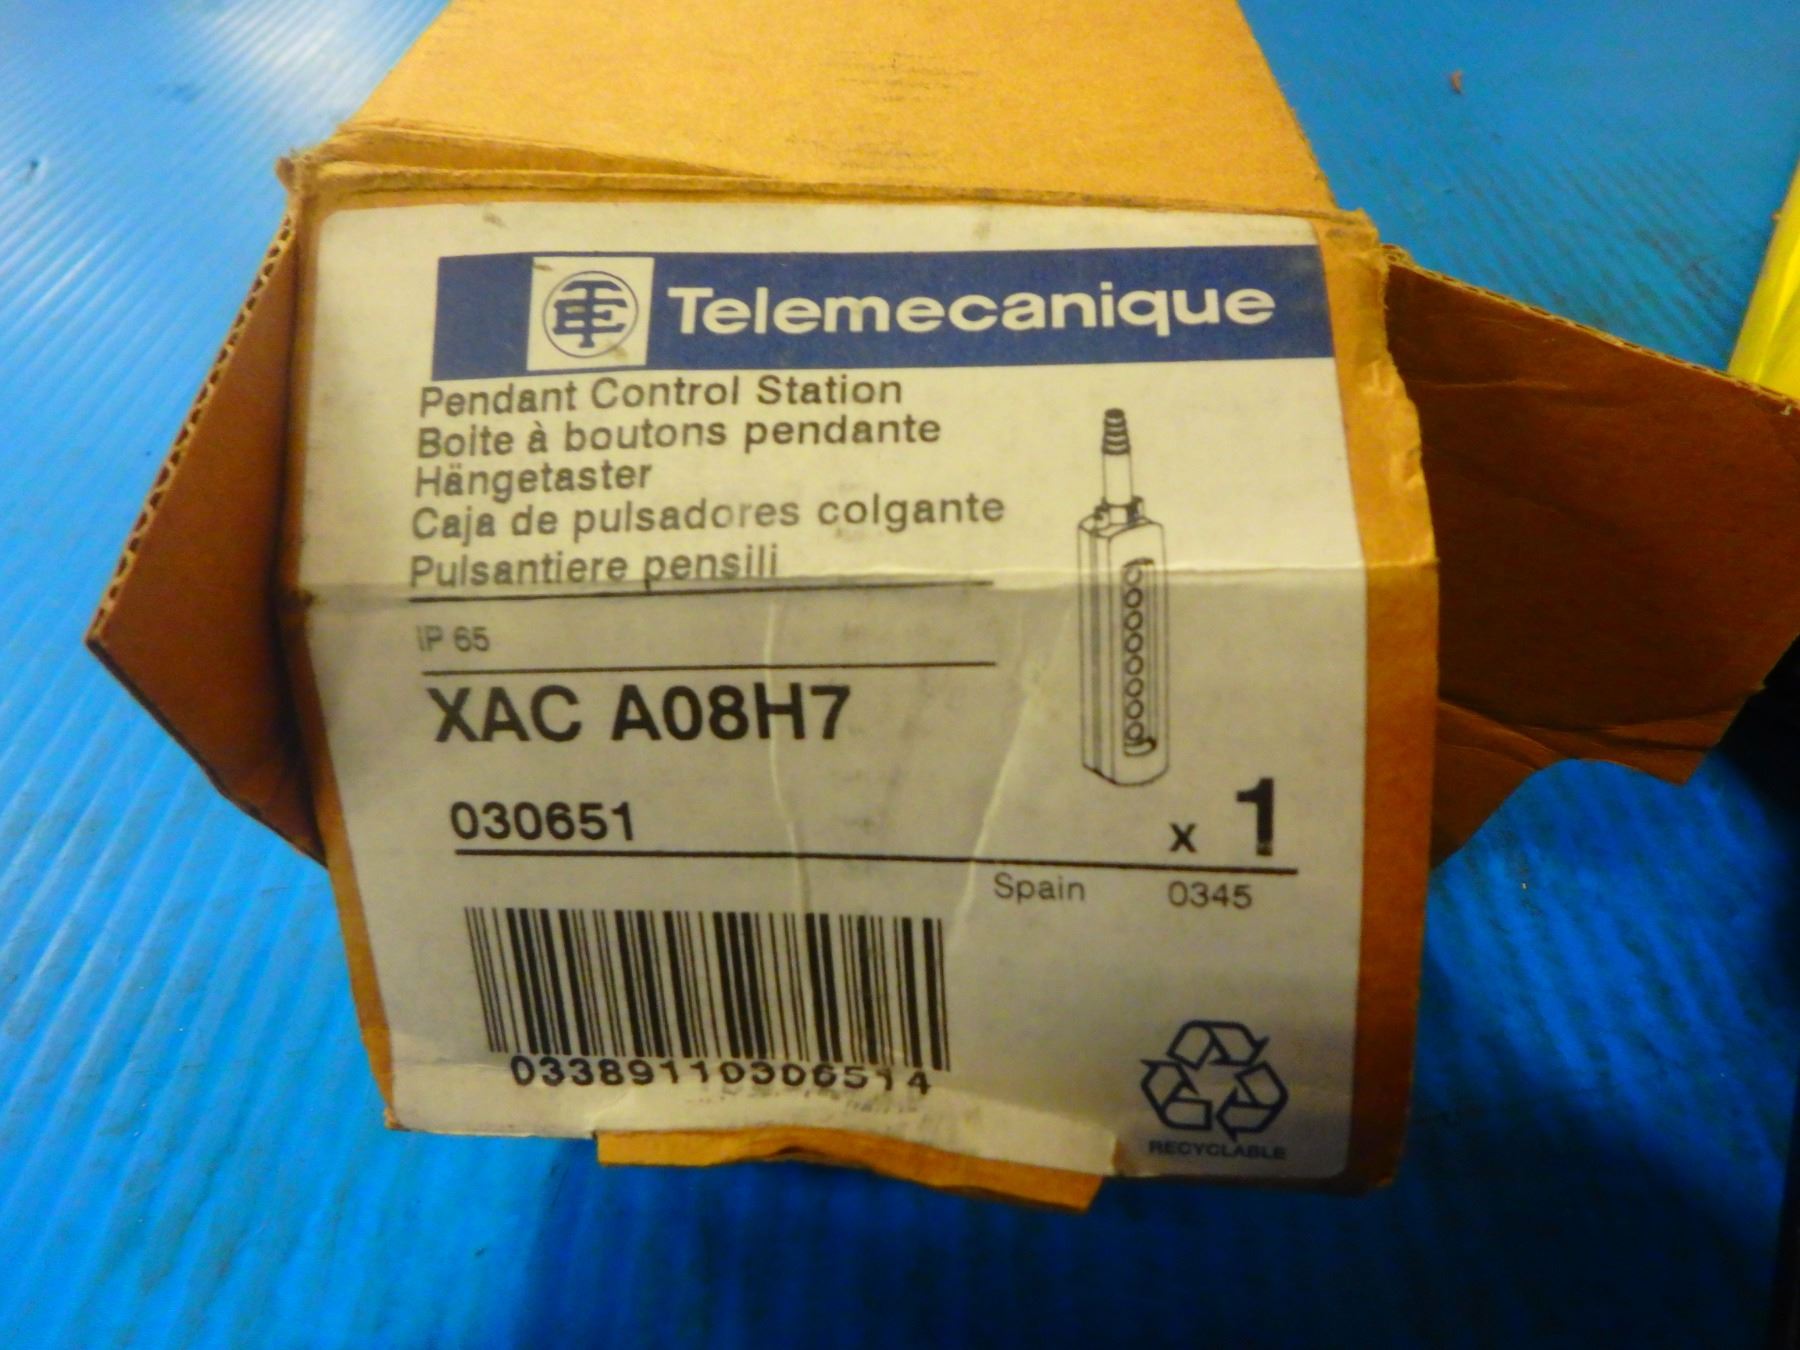 TE Telemecanique
Pendant Control Station
Boite à boutons pendante
Hängetaster
Caja de pulsadores colgante
Pulsantiere pensili
IP 65
XAC A08H7
030651
x 1
Spain 0345
03389110306514
RECYCLABLE